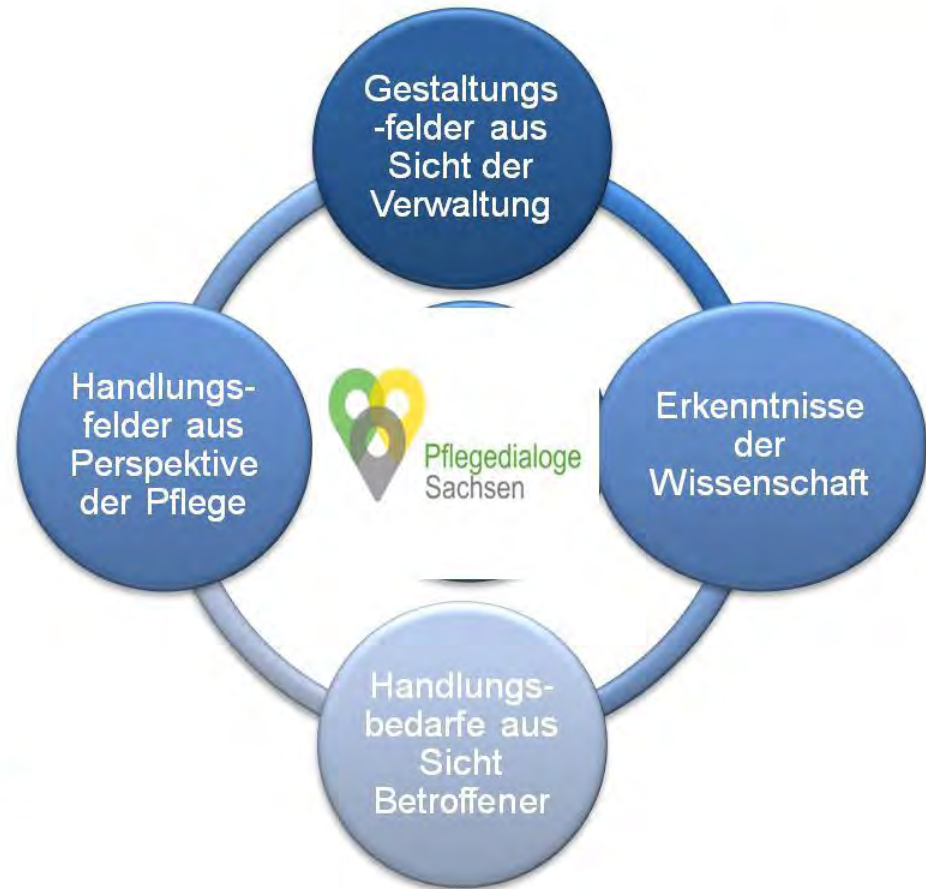 Gestaltungs
-felder aus
Sicht der
Verwaltung
Handlungs-
felder aus
Perspektive
der Pflege
Pflegedialoge
Sachsen
Erkenntnisse
der
Wissenschaft
Handlungs-
bedarfe aus
Sicht
Betroffener